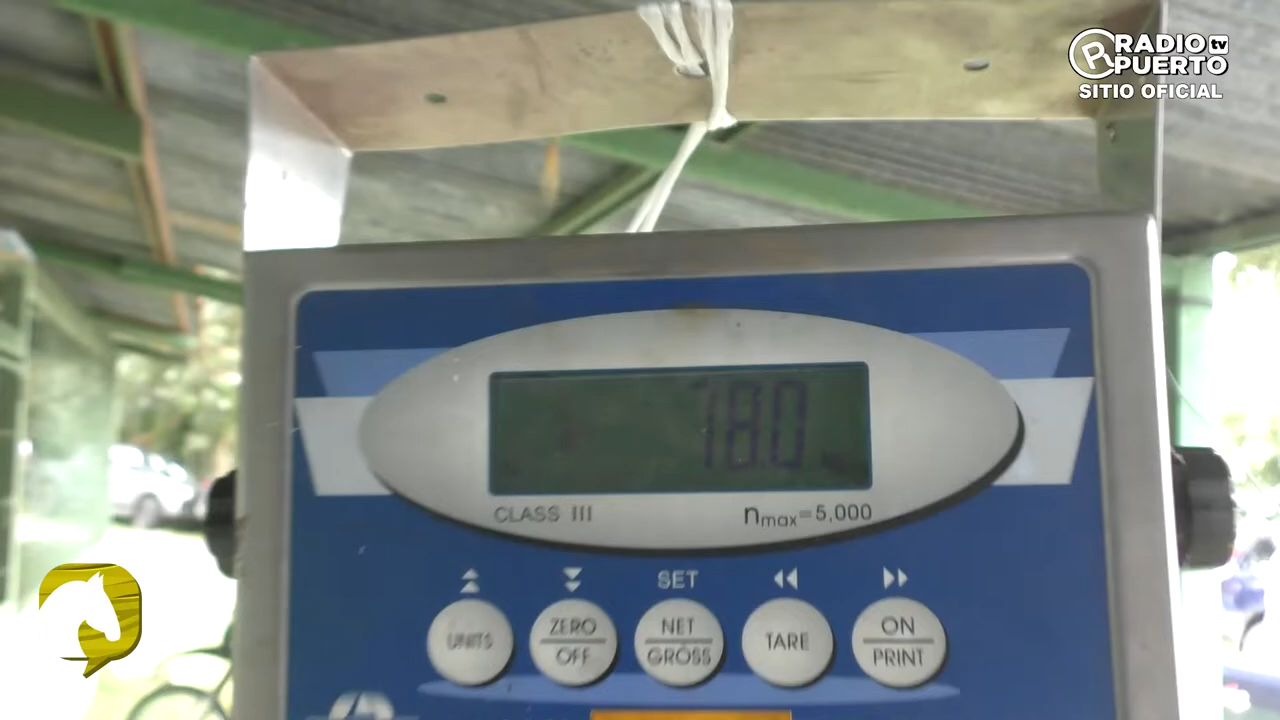 RADIO tv
PUERTO
SITIO OFICIAL
18.0
CLASS III
nmax=5,000
SET
UNITS
ZERO
OFF
NET
GROSS
TARE
ON
PRINT